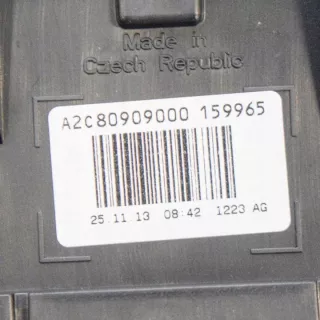 Made in
Czech Republic
A2C80909000 159965
25.11.13 08:42 1223 AG